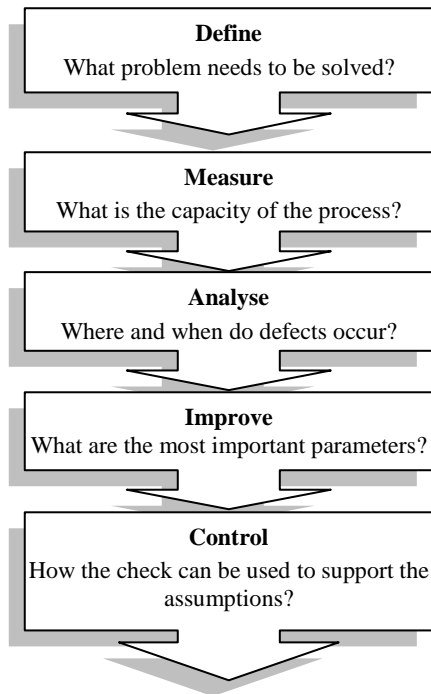 Define
What problem needs to be solved?
Measure
What is the capacity of the process?
Analyse
Where and when do defects occur?
Improve
What are the most important parameters?
Control
How the check can be used to support the
assumptions?